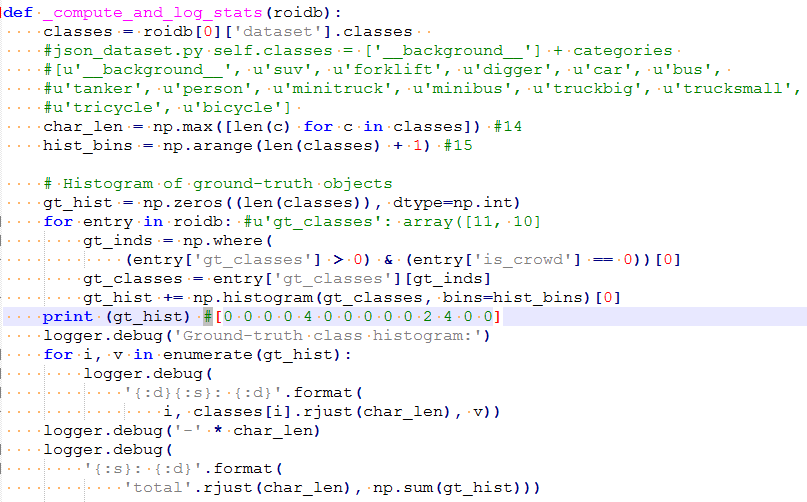 def _compute_and_log_stats(roidb):
    classes = roidb[0]['dataset'].classes
    #json_dataset.py self.classes = ['__background__'] + categories
    #[u'__background__', u'suv', u'forklift', u'digger', u'car', u'bus',
    #u'tanker', u'person', u'minitruck', u'minibus', u'truckbig', u'trucksmall',
    #u'tricycle', u'bicycle']
    char_len = np.max([len(c) for c in classes]) #14
    hist_bins = np.arange(len(classes) + 1) #15

    # Histogram of ground-truth objects
    gt_hist = np.zeros((len(classes)), dtype=np.int)
    for entry in roidb: #u'gt_classes': array([11, 10]
        gt_inds = np.where(
            (entry['gt_classes'] > 0) & (entry['is_crowd'] == 0))[0]
        gt_classes = entry['gt_classes'][gt_inds]
        gt_hist += np.histogram(gt_classes, bins=hist_bins)[0]
    print (gt_hist) #[0 0 0 0 4 0 0 0 0 0 2 4 0 0]
    logger.debug('Ground-truth class histogram:')
    for i, v in enumerate(gt_hist):
        logger.debug(
            '{:d}{:s}: {:d}'.format(
                i, classes[i].rjust(char_len), v))
    logger.debug('-' * char_len)
    logger.debug(
        '{:s}: {:d}'.format(
            'total'.rjust(char_len), np.sum(gt_hist)))